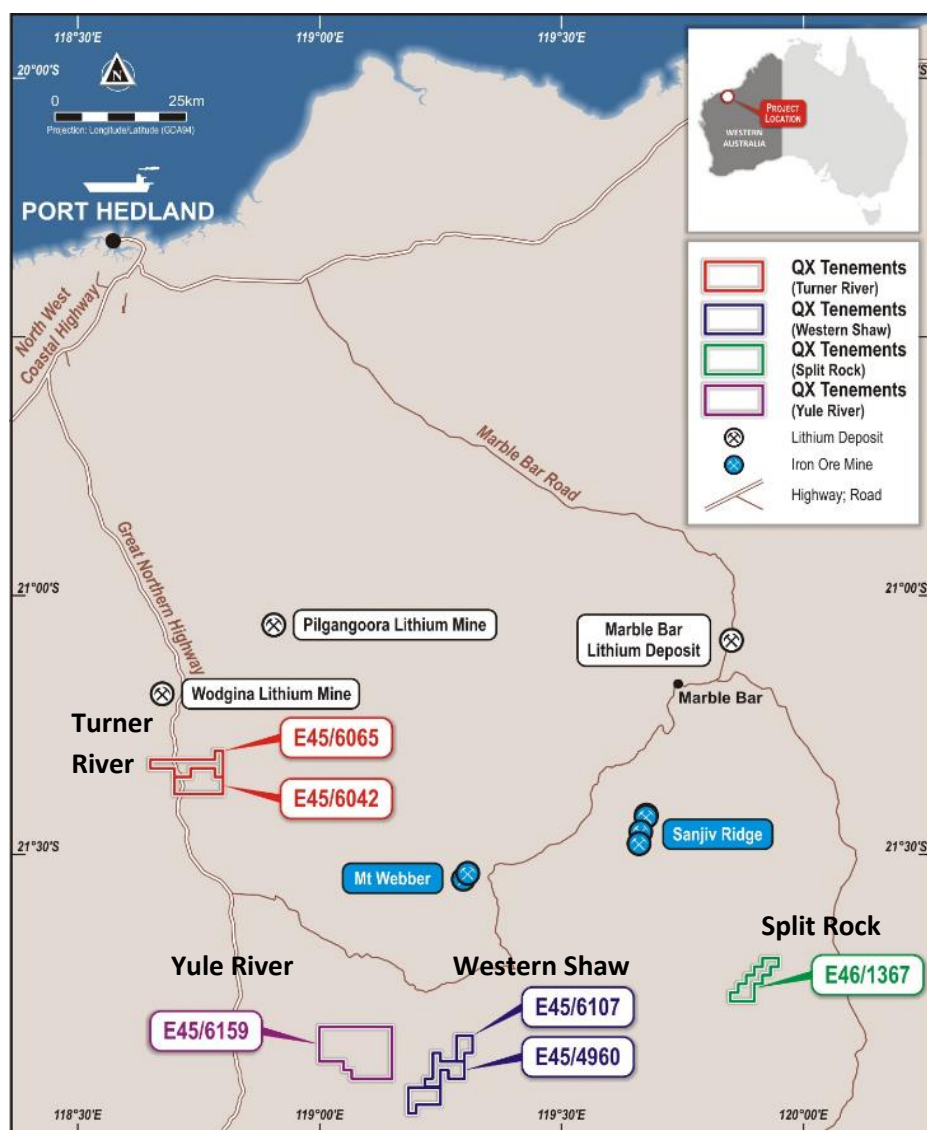 118°30'E
119°00'E
119°30'E
20°00'S
N
0 25km
Projection: Longitude/Latitude (GCA94)
PROJECT
LOCATION
WESTERN
AUSTRALIA
PORT HEDLAND
North West
Coastal Highway
QX Tenements
(Turner River)
QX Tenements
(Western Shaw)
QX Tenements
(Split Rock)
QX Tenements
(Yule River)
Lithium Deposit
Iron Ore Mine
Highway; Road
Marble Bar Road
Great Northern Highway
21°00'S
21°00'S
Pilgangoora Lithium Mine
Marble Bar
Lithium Deposit
Wodgina Lithium Mine
Marble Bar
Turner
River
E45/6065
E45/6042
Sanjiv Ridge
21°30'S
21°30'S
Mt Webber
Split Rock
E46/1367
Yule River
Western Shaw
E45/6159
E45/6107
E45/4960
118°30'E
119°00'E
119°30'E
120°00'E